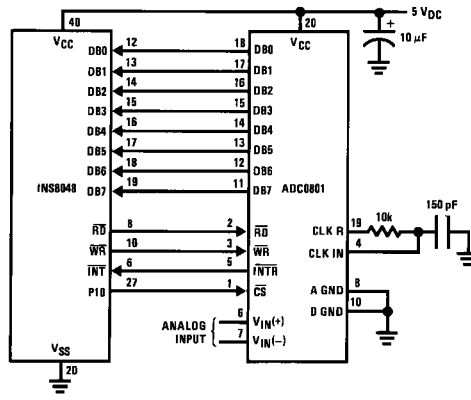 40 20 5 VDC
VCC VCC + 10 µF
DB0 12 18 DB0
DB1 13 17 DB1
DB2 14 16 DB2
DB3 15 15 DB3
DB4 16 14 DB4
DB5 17 13 DB5
DB6 18 12 DB6
DB7 19 11 DB7
INS8048 ADC0801
150 pF
RD 8 2 RD CLK R 19 10k
WR 10 3 WR CLK IN 4
INT 6 5 INTR
P10 27 1 CS A GND 8
D GND 10
ANALOG INPUT
6 VIN(+)
7 VIN(−)
VSS
20